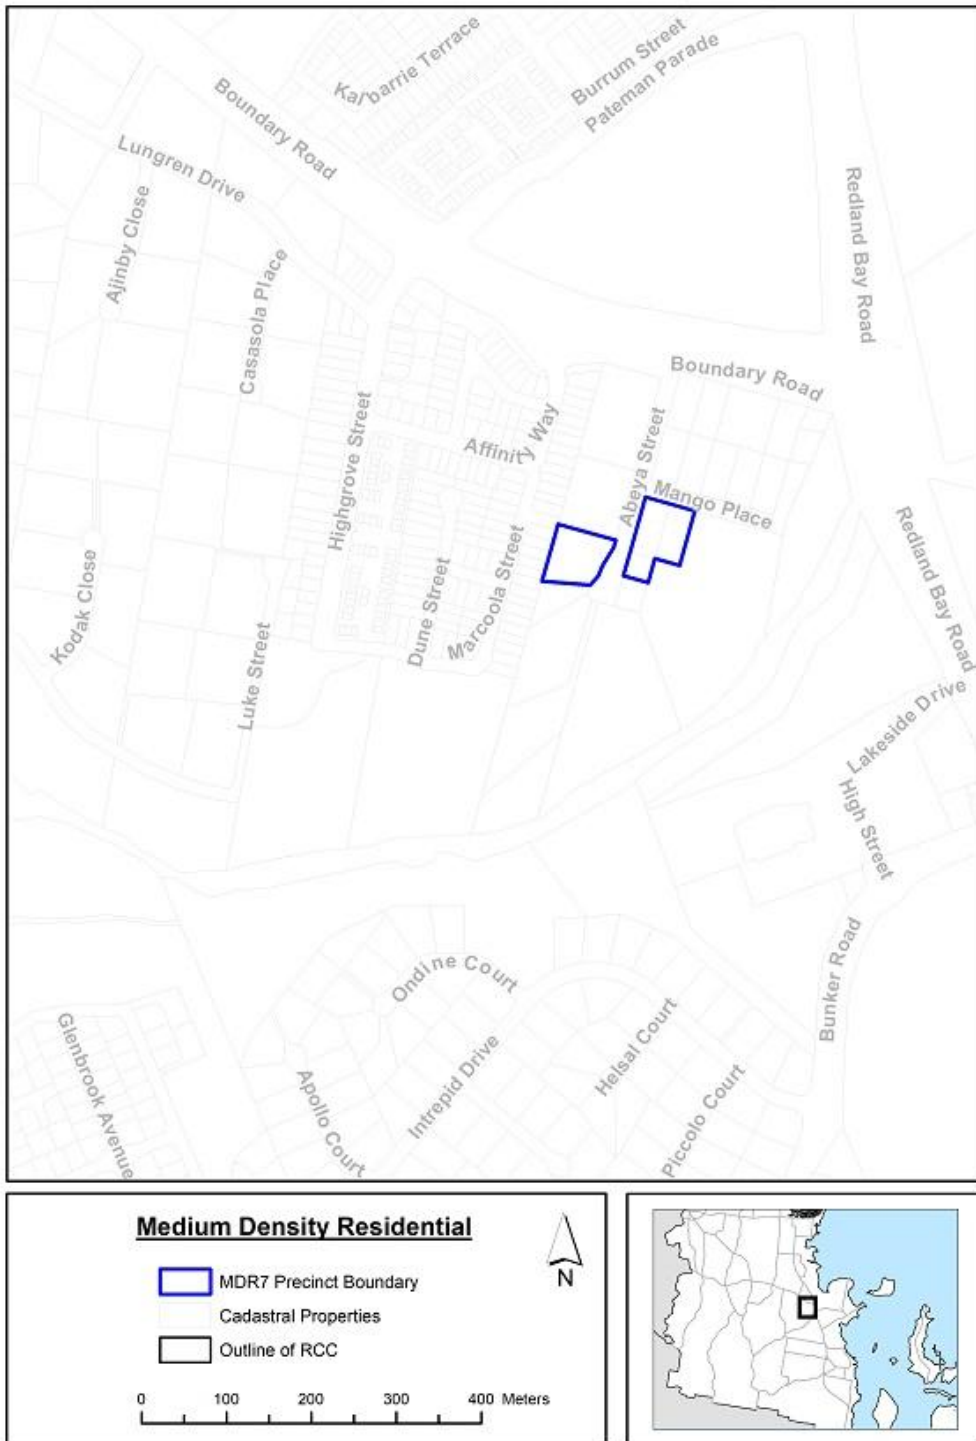 Kalbarrie Terrace
Burrum Street
Pateman Parade
Boundary Road
Lungren Drive
Ajinby Close
Casasola Place
Redland Bay Road
Boundary Road
Highgrove Street
Affinity Way
Abeya Street
Mango Place
Kodak Close
Luke Street
Dune Street
Marcoola Street
Redland Bay Road
Lakeside Drive
High Street
Bunker Road
Ondine Court
Intrepid Drive
Helsal Court
Piccolo Court
Apollo Court
Glenbrook Avenue
Medium Density Residential
MDR7 Precinct Boundary
Cadastral Properties
Outline of RCC
N
0 100 200 300 400 Meters